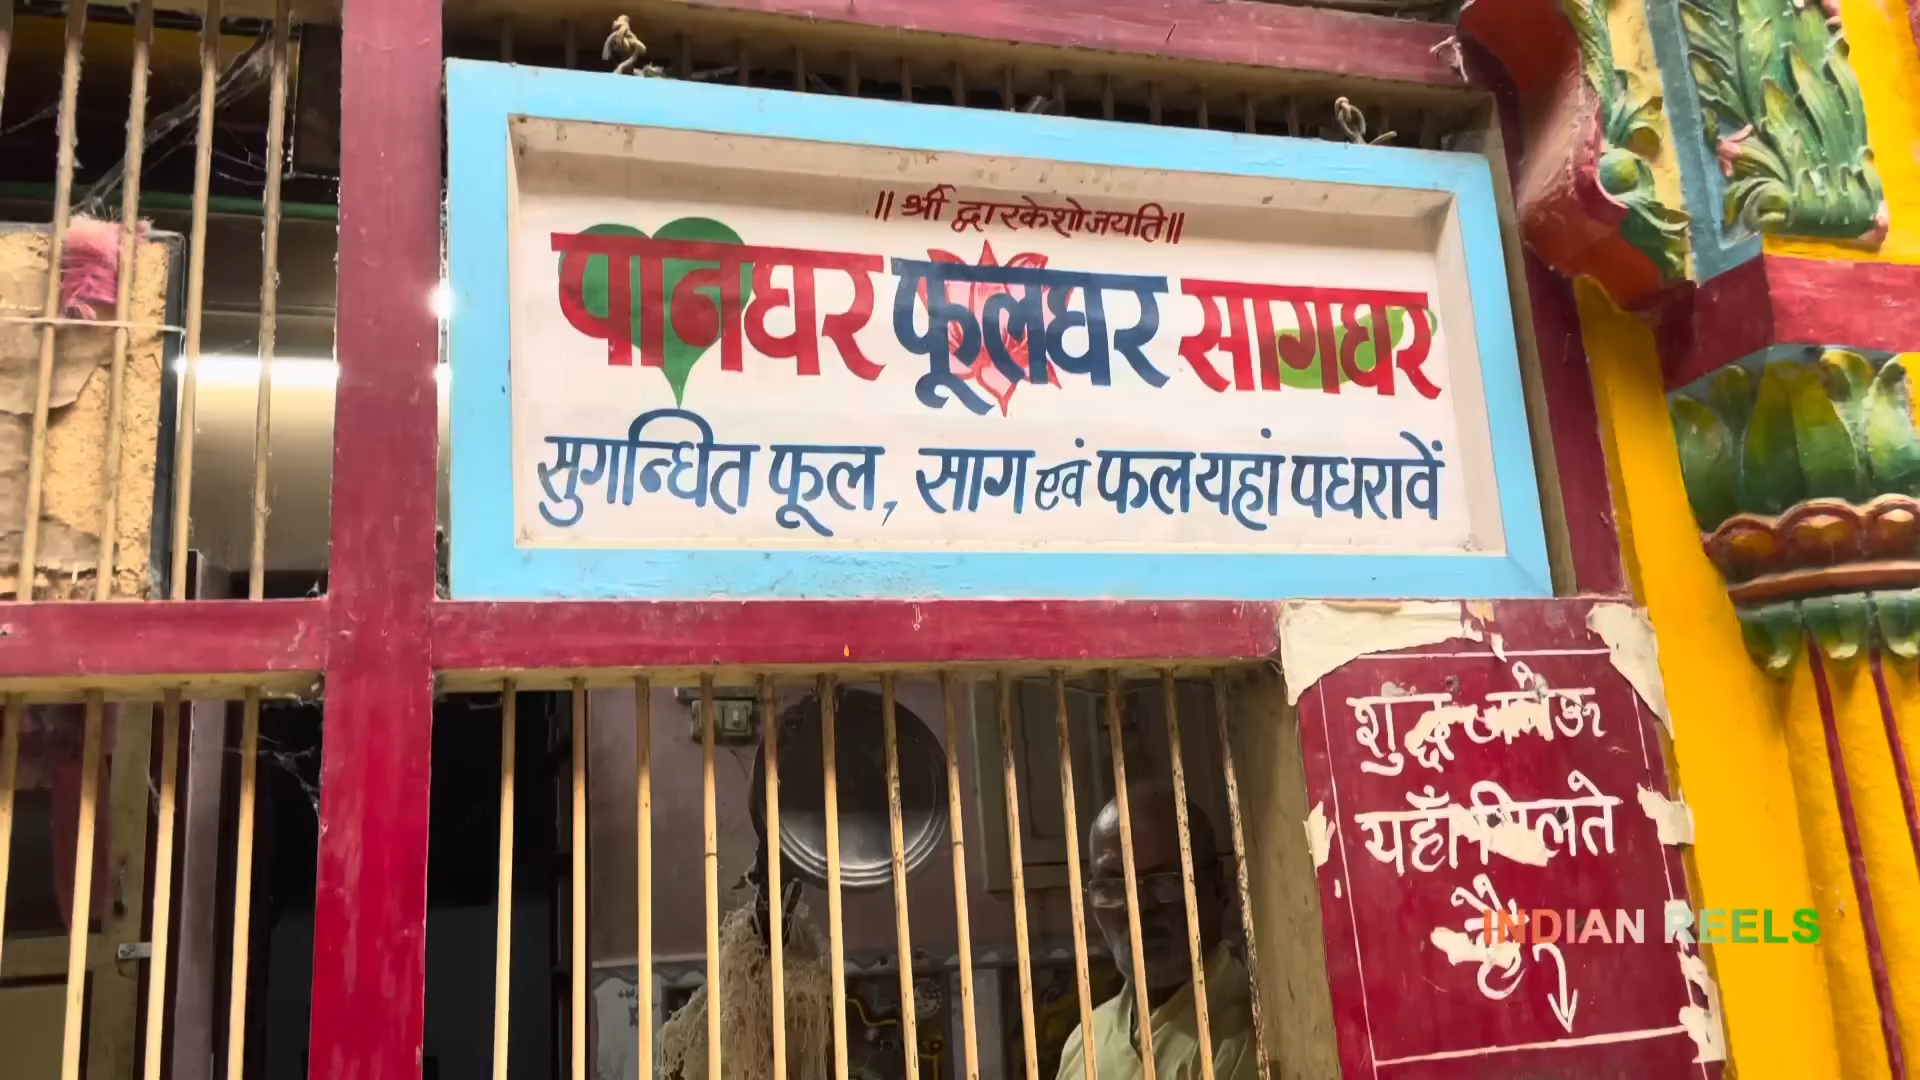 ॥ श्री द्वारकेशोजयति॥
पानघर फूलघर सागघर
सुगन्धित फूल, साग एवं फल यहां पधरावें
शुद्ध
यहाँ मिलते
है
INDIAN REELS